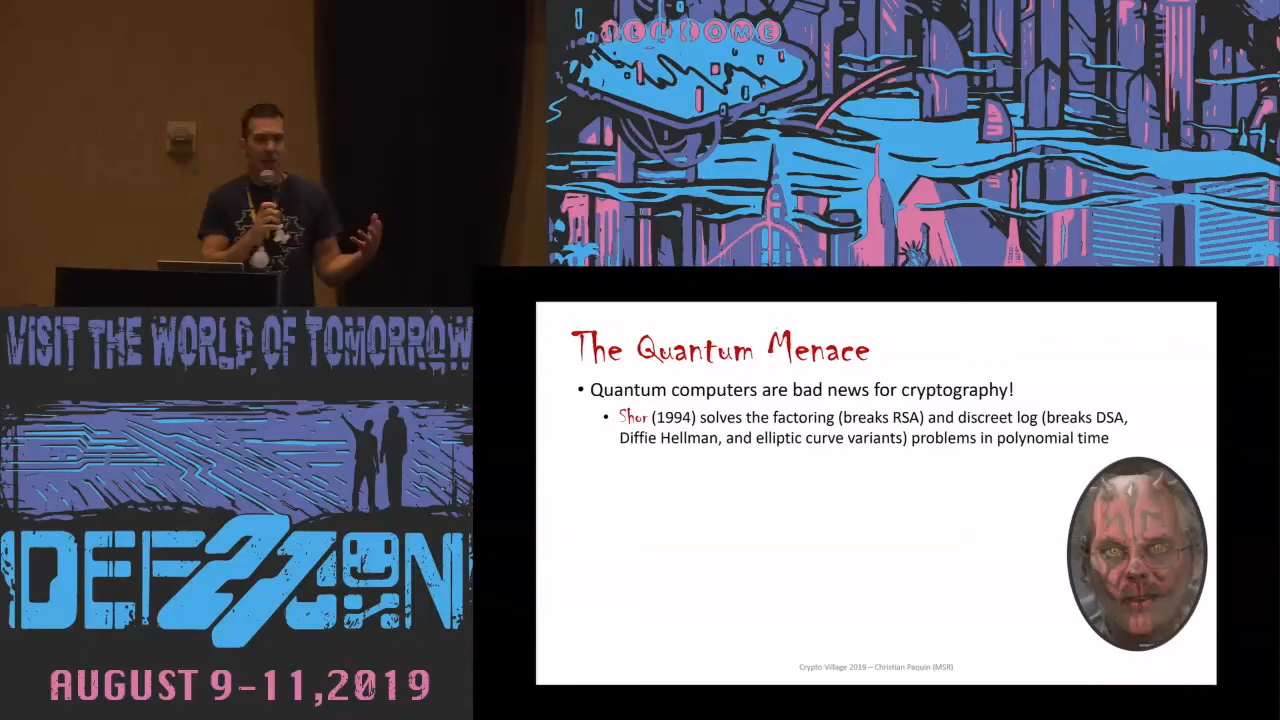 WELCOME
VISIT THE WORLD OF TOMORROW
DEF CON
27
AUGUST 9-11,2019
The Quantum Menace
• Quantum computers are bad news for cryptography!
• Shor (1994) solves the factoring (breaks RSA) and discreet log (breaks DSA,
Diffie Hellman, and elliptic curve variants) problems in polynomial time
Crypto Village 2019 – Christian Paquin (MSR)